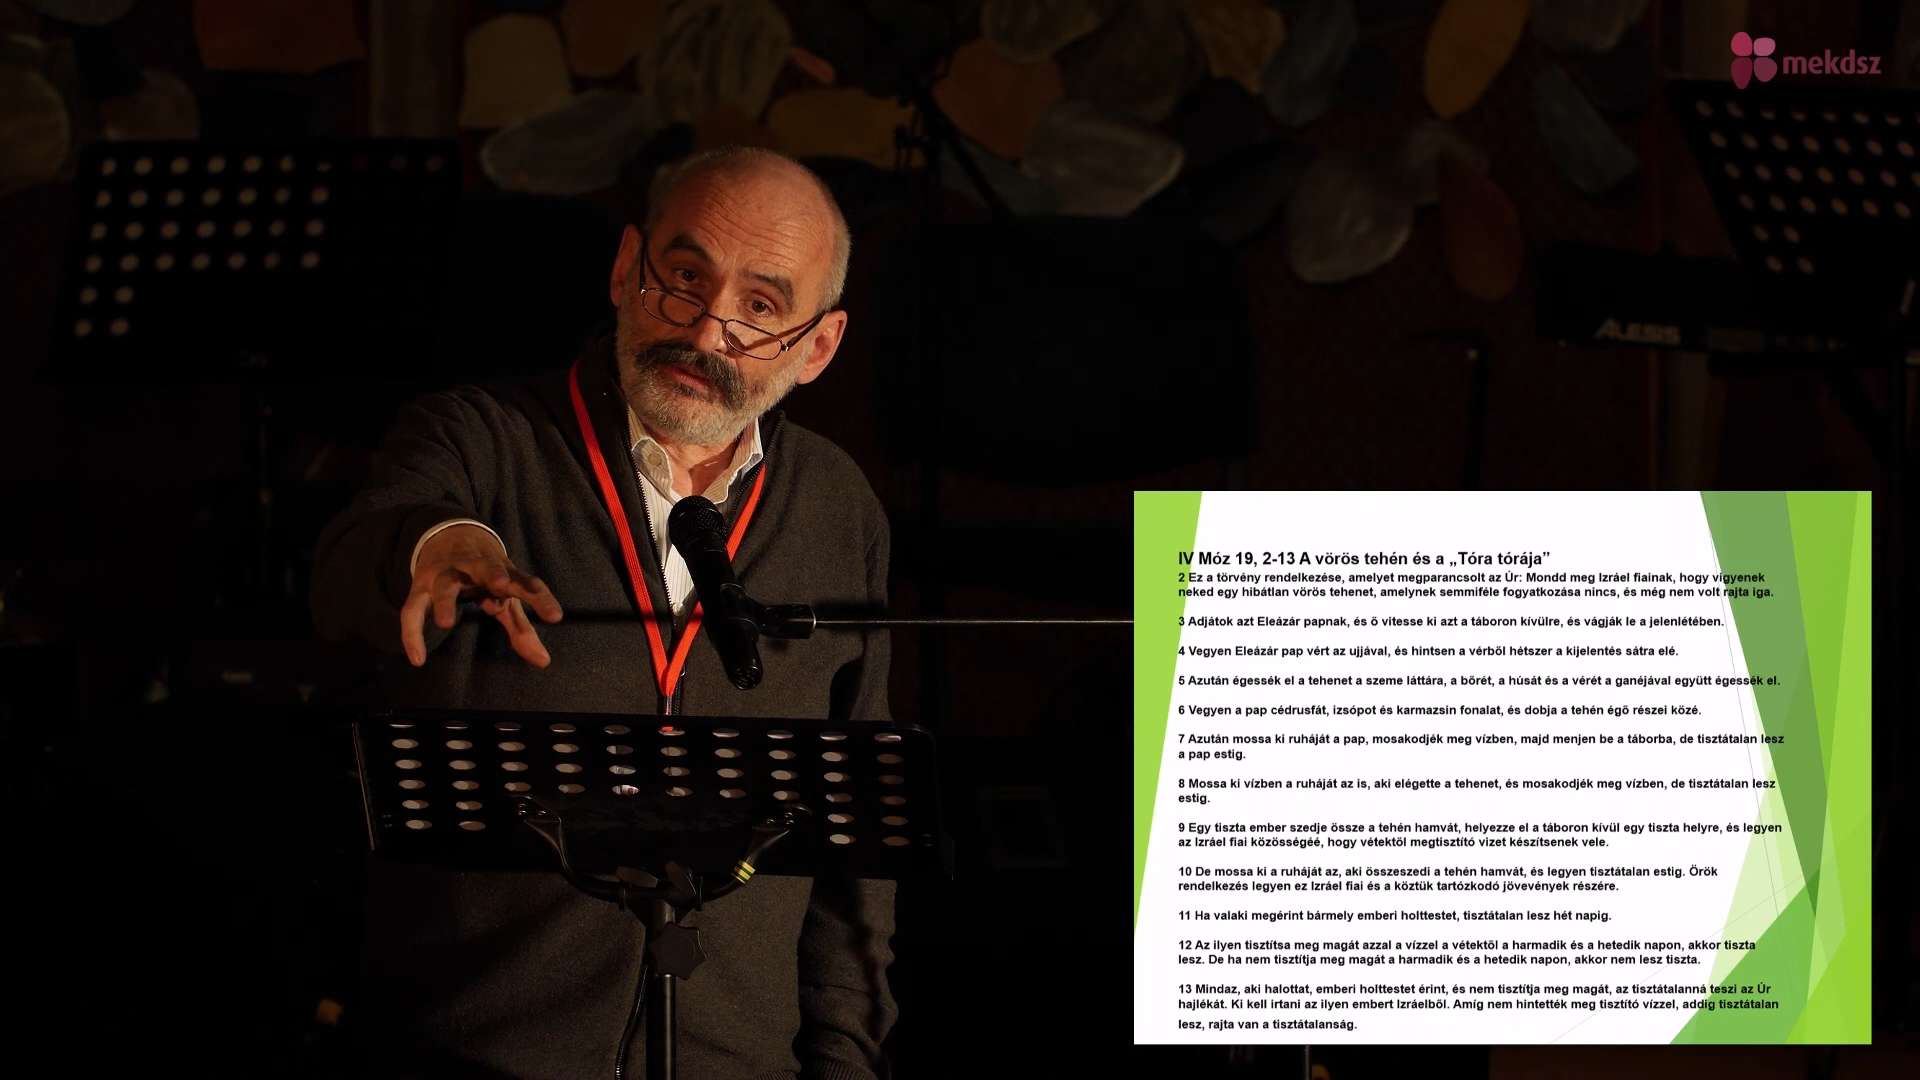 mekdsz
ALESIS
IV Móz 19, 2-13 A vörös tehén és a „Tóra tórája”
2 Ez a törvény rendelkezése, amelyet megparancsolt az Úr: Mondd meg Izráel fiainak, hogy vigyenek
neked egy hibátlan vörös tehenet, amelynek semmiféle fogyatkozása nincs, és még nem volt rajta iga.
3 Adjátok azt Eleázár papnak, és ő vitesse ki azt a táboron kívülre, és vágják le a jelenlétében.
4 Vegyen Eleázár pap vért az ujjával, és hintsen a vérből hétszer a kijelentés sátra elé.
5 Azután égessék el a tehenet a szeme láttára, a bőrét, a húsát és a vérét a ganéjával együtt égessék el.
6 Vegyen a pap cédrusfát, izsópot és karmazsin fonalat, és dobja a tehén égő részei közé.
7 Azután mossa ki ruháját a pap, mosakodjék meg vízben, majd menjen be a táborba, de tisztátalan lesz
a pap estig.
8 Mossa ki vízben a ruháját az is, aki elégette a tehenet, és mosakodjék meg vízben, de tisztátalan lesz
estig.
9 Egy tiszta ember szedje össze a tehén hamvát, helyezze el a táboron kívül egy tiszta helyre, és legyen
az Izráel fiai közösségéé, hogy vétektől megtisztító vizet készítsenek vele.
10 De mossa ki a ruháját az, aki összeszedi a tehén hamvát, és legyen tisztátalan estig. Örök
rendelkezés legyen ez Izráel fiai és a köztük tartózkodó jövevények részére.
11 Ha valaki megérint bármely emberi holttestet, tisztátalan lesz hét napig.
12 Az ilyen tisztítsa meg magát azzal a vízzel a vétektől a harmadik és a hetedik napon, akkor tiszta
lesz. De ha nem tisztítja meg magát a harmadik és a hetedik napon, akkor nem lesz tiszta.
13 Mindaz, aki halottat, emberi holttestet érint, és nem tisztítja meg magát, az tisztátalanná teszi az Úr
hajlékát. Ki kell irtani az ilyen embert Izráelből. Amíg nem hintették meg tisztító vízzel, addig tisztátalan
lesz, rajta van a tisztátalanság.